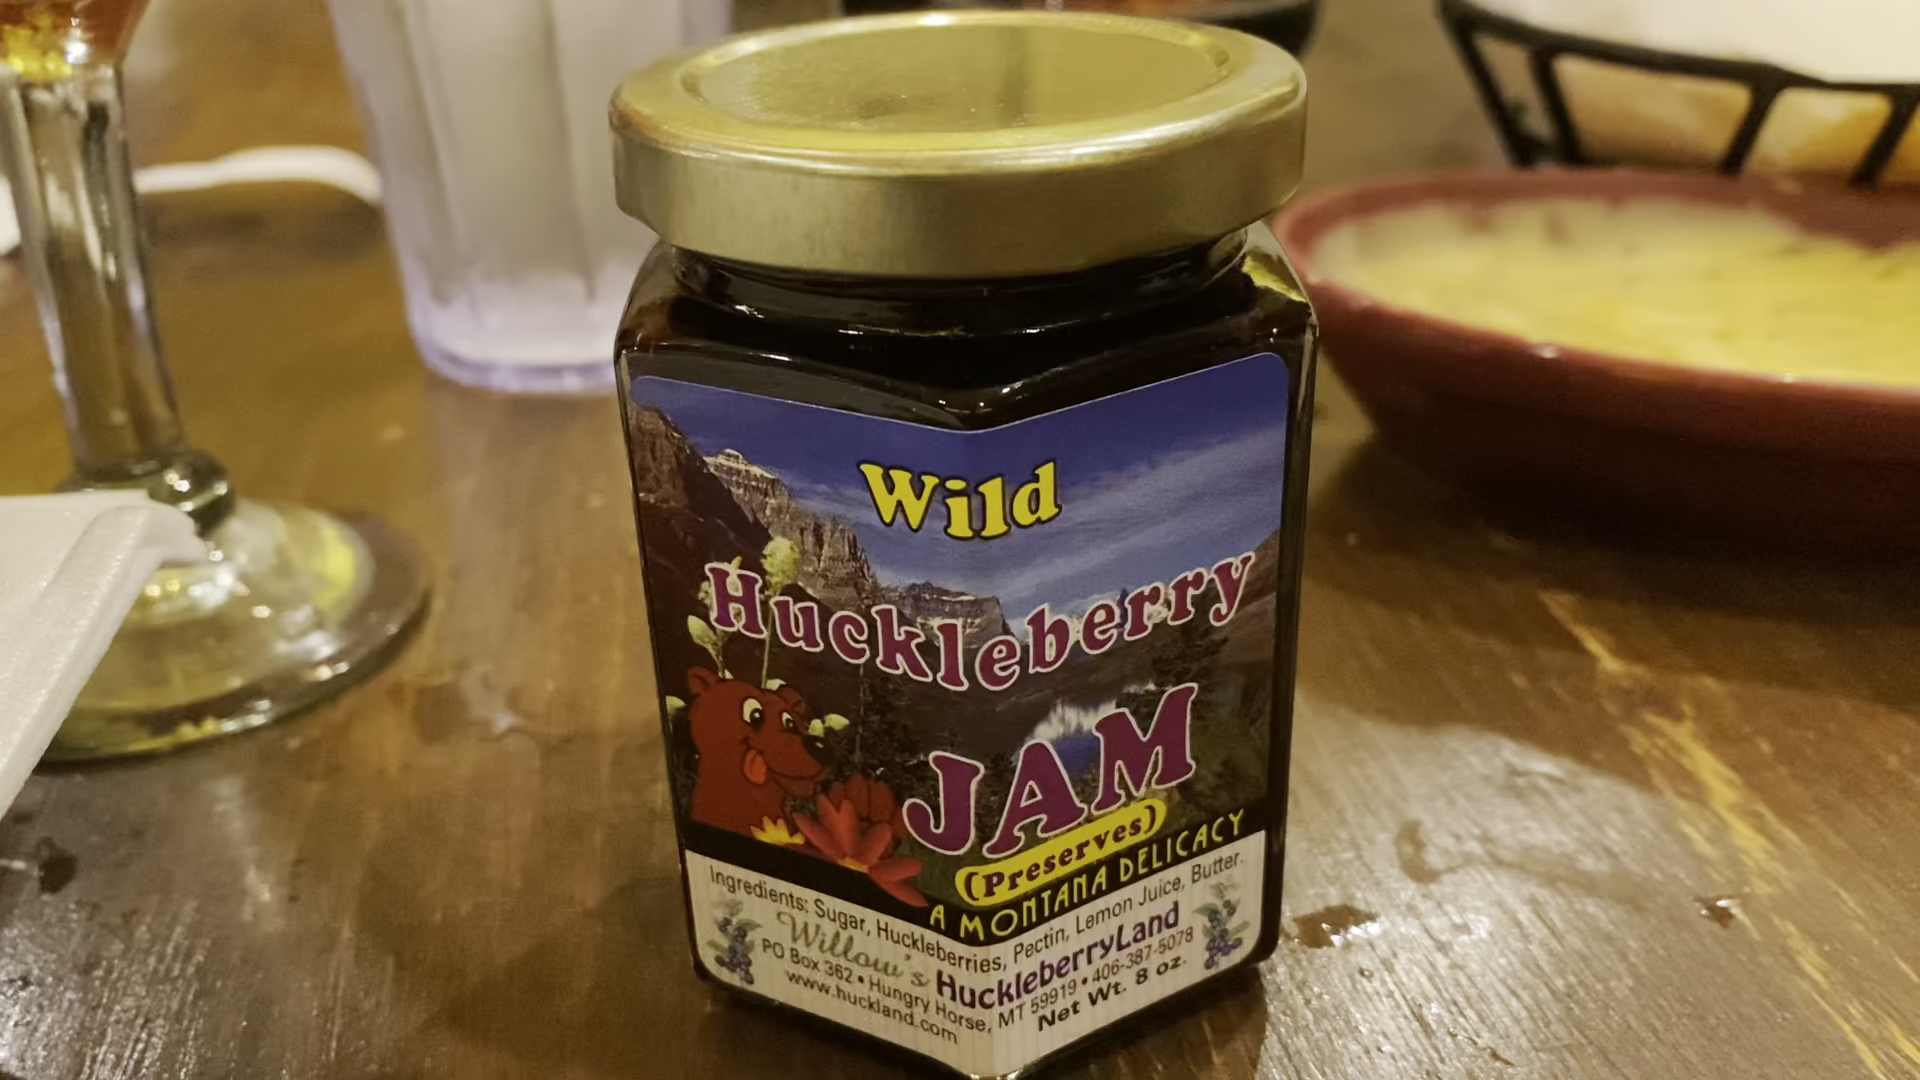 Wild
Huckleberry
JAM
(Preserves)
A MONTANA DELICACY
Ingredients: Sugar, Huckleberries, Pectin, Lemon Juice, Butter.
Willow's HuckleberryLand
PO Box 362 • Hungry Horse, MT 59919 • 406-387-5078
www.huckland.com Net Wt. 8 oz.